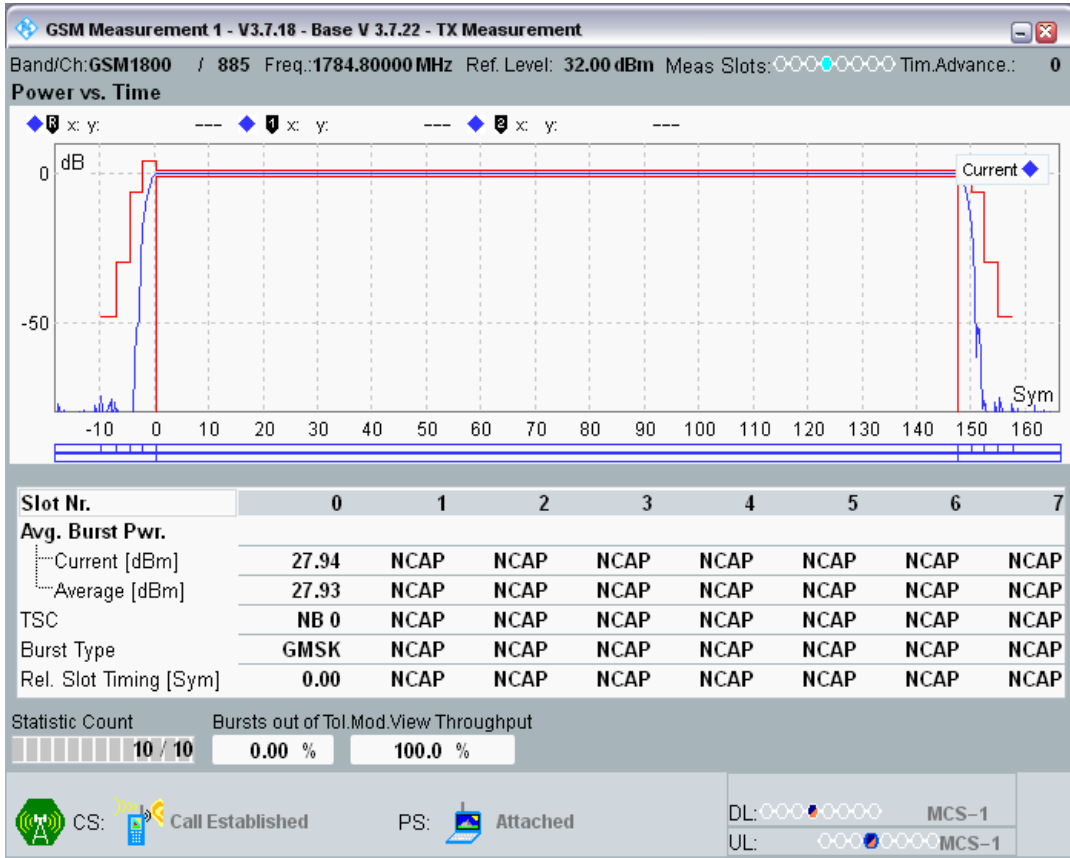 GSM Measurement 1 - V3.7.18 - Base V 3.7.22 - TX Measurement
Band/Ch:GSM1800 / 885 Freq.:1784.80000 MHz Ref. Level: 32.00 dBm Meas Slots: Tim.Advance.: 0
Power vs. Time
R x: y: --- 1 x: y: --- 2 x: y: ---
dB
0
Current
-50
Sym
-10 0 10 20 30 40 50 60 70 80 90 100 110 120 130 140 150 160
Slot Nr. 0 1 2 3 4 5 6 7
Avg. Burst Pwr.
Current [dBm] 27.94 NCAP NCAP NCAP NCAP NCAP NCAP NCAP
Average [dBm] 27.93 NCAP NCAP NCAP NCAP NCAP NCAP NCAP
TSC NB 0 NCAP NCAP NCAP NCAP NCAP NCAP NCAP
Burst Type GMSK NCAP NCAP NCAP NCAP NCAP NCAP NCAP
Rel. Slot Timing [Sym] 0.00 NCAP NCAP NCAP NCAP NCAP NCAP NCAP
Statistic Count Bursts out of Tol. Mod.View Throughput
10 / 10 0.00 % 100.0 %
CS: Call Established PS: Attached
DL: MCS-1
UL: MCS-1